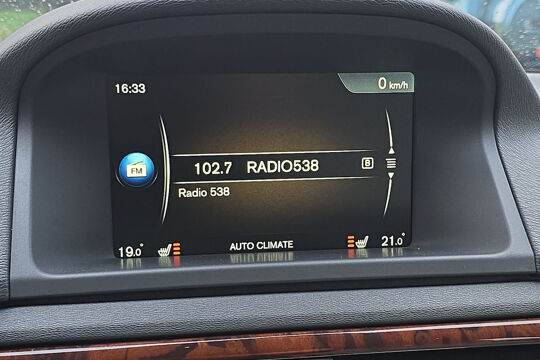 16:33
0 km/h
FM
102.7 RADIO538 8
Radio 538
19.0° AUTO CLIMATE 21.0°